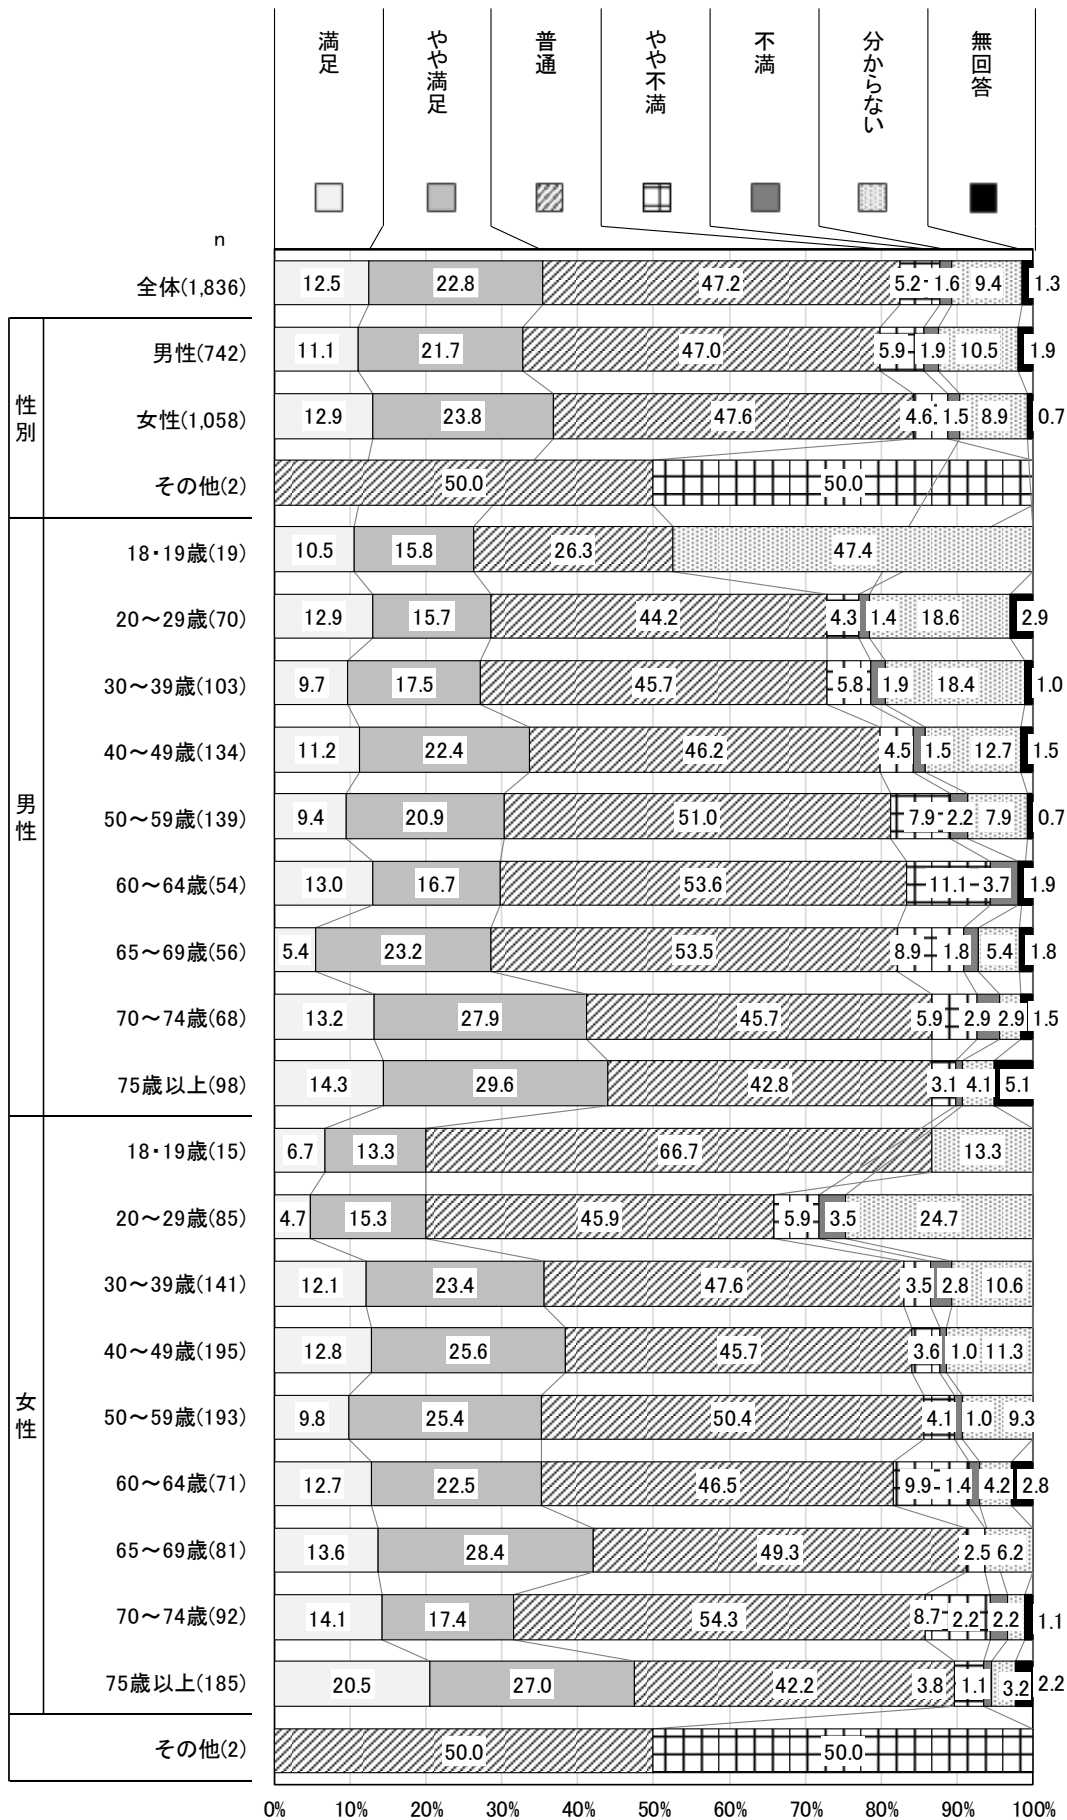 満足
やや満足
普通
やや不満
不満
分からない
無回答
n
全体(1,836) 12.5 22.8 47.2 5.2 1.6 9.4 1.3
性別
男性(742) 11.1 21.7 47.0 5.9 1.9 10.5 1.9
女性(1,058) 12.9 23.8 47.6 4.6 1.5 8.9 0.7
その他(2) 50.0 50.0
男性
18・19歳(19) 10.5 15.8 26.3 47.4
20～29歳(70) 12.9 15.7 44.2 4.3 1.4 18.6 2.9
30～39歳(103) 9.7 17.5 45.7 5.8 1.9 18.4 1.0
40～49歳(134) 11.2 22.4 46.2 4.5 1.5 12.7 1.5
50～59歳(139) 9.4 20.9 51.0 7.9 2.2 7.9 0.7
60～64歳(54) 13.0 16.7 53.6 11.1 3.7 1.9
65～69歳(56) 5.4 23.2 53.5 8.9 1.8 5.4 1.8
70～74歳(68) 13.2 27.9 45.7 5.9 2.9 2.9 1.5
75歳以上(98) 14.3 29.6 42.8 3.1 4.1 5.1
女性
18・19歳(15) 6.7 13.3 66.7 13.3
20～29歳(85) 4.7 15.3 45.9 5.9 3.5 24.7
30～39歳(141) 12.1 23.4 47.6 3.5 2.8 10.6
40～49歳(195) 12.8 25.6 45.7 3.6 1.0 11.3
50～59歳(193) 9.8 25.4 50.4 4.1 1.0 9.3
60～64歳(71) 12.7 22.5 46.5 9.9 1.4 4.2 2.8
65～69歳(81) 13.6 28.4 49.3 2.5 6.2
70～74歳(92) 14.1 17.4 54.3 8.7 2.2 2.2 1.1
75歳以上(185) 20.5 27.0 42.2 3.8 1.1 3.2 2.2
その他(2) 50.0 50.0
0% 10% 20% 30% 40% 50% 60% 70% 80% 90% 100%